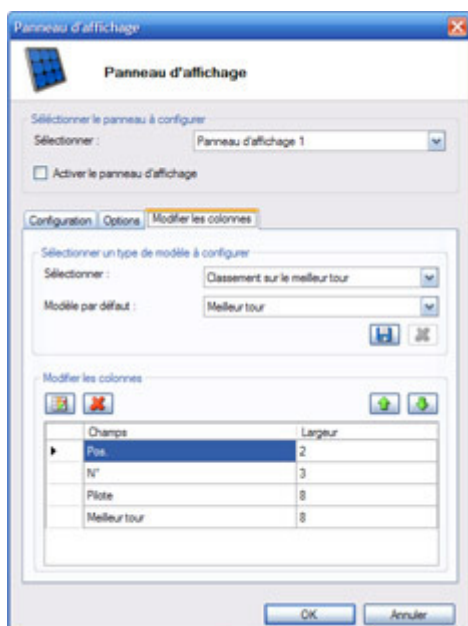 Panneau d'affichage
Panneau d'affichage
Séléctionner le panneau à configurer
Sélectionner : Panneau d'affichage 1
Activer le panneau d'affichage
Configuration Options Modifier les colonnes
Sélectionner un type de modèle à configurer
Sélectionner : Classement sur le meilleur tour
Modèle par défaut : Meilleur tour
Modifier les colonnes
Champs Largeur
Pos. 2
N° 3
Pilote 8
Meilleur tour 8
OK Annuler